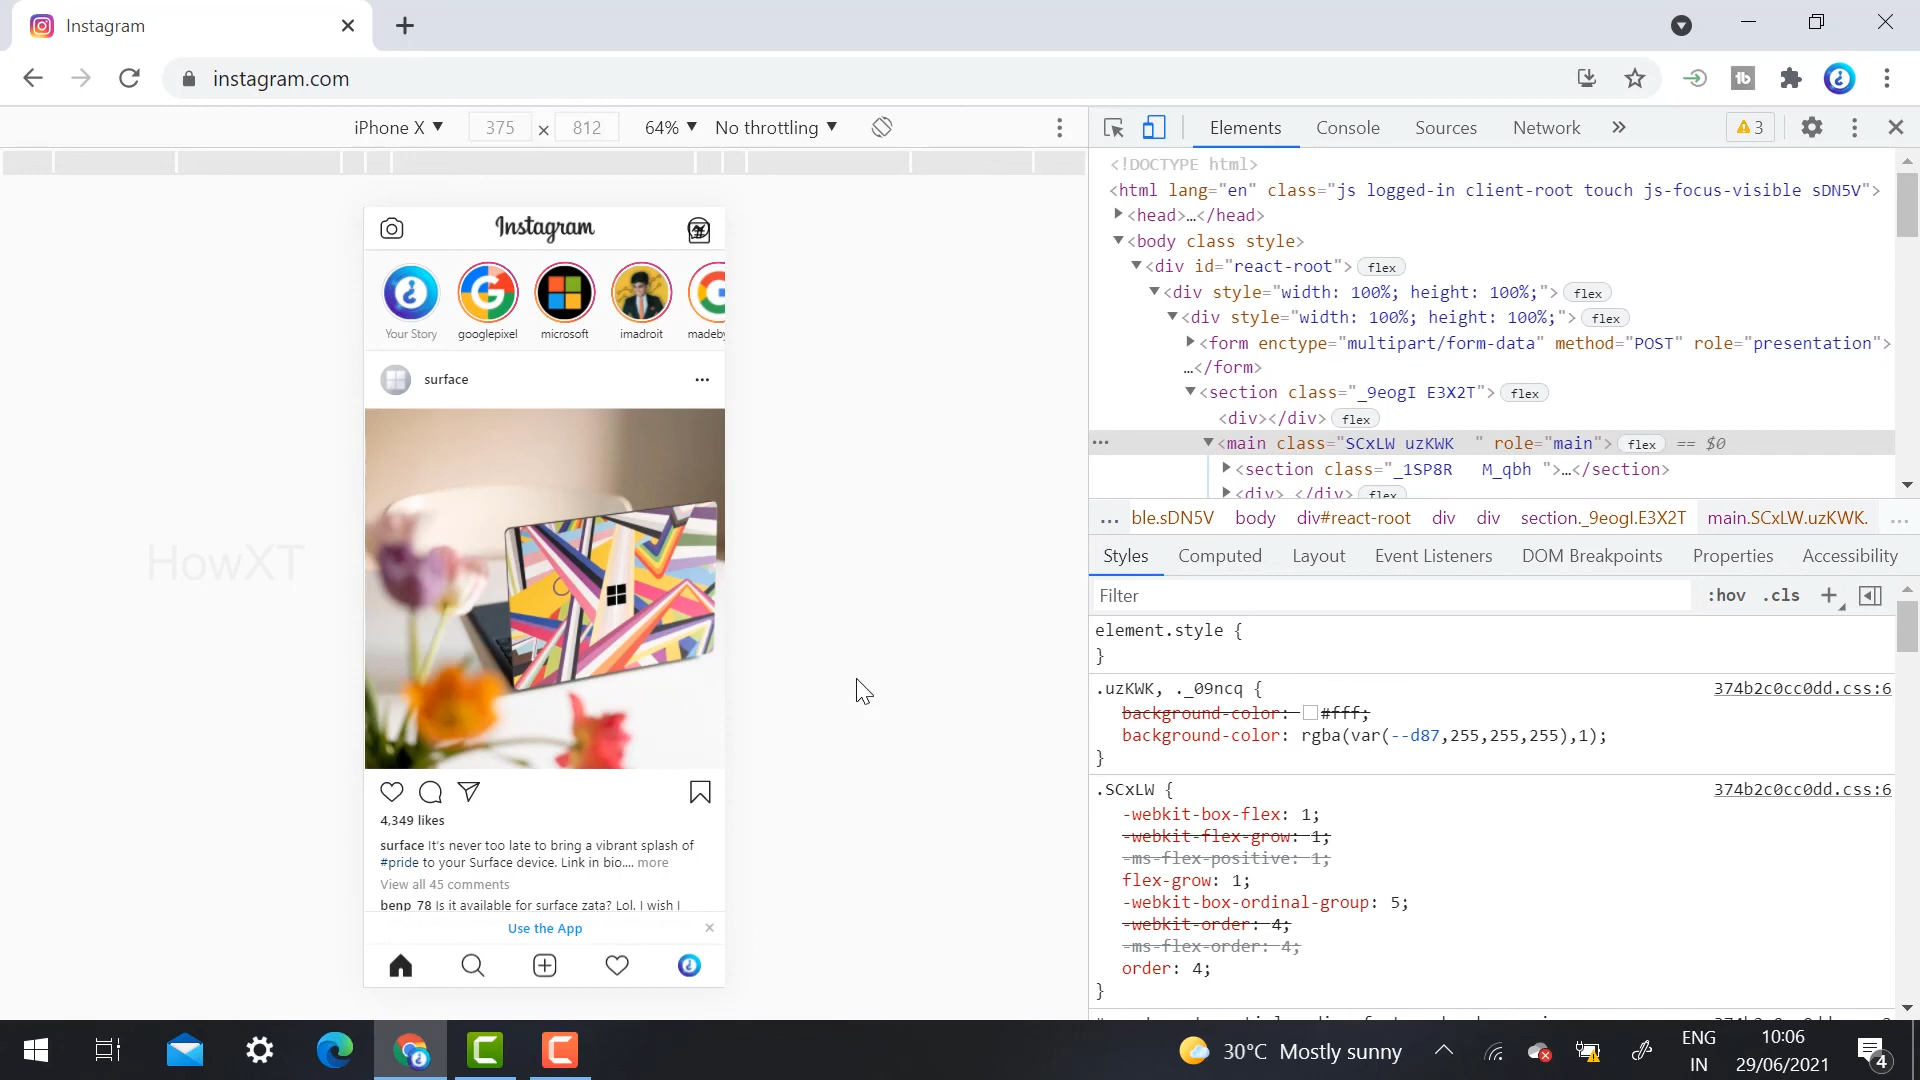 Instagram
instagram.com
iPhone X ▼ 375 × 812 64% ▼ No throttling ▼
Instagram
Your Story googlepixel microsoft imadroit madeby
surface
4,349 likes
surface It's never too late to bring a vibrant splash of
#pride to your Surface device. Link in bio.... more
View all 45 comments
benp_78 Is it available for surface zata? Lol. I wish I
Use the App
HowXT
Elements Console Sources Network » 3
<!DOCTYPE html>
<html lang="en" class="js logged-in client-root touch js-focus-visible sDN5V">
▶<head>…</head>
▼<body class style>
▼<div id="react-root"> flex
▼<div style="width: 100%; height: 100%;"> flex
▼<div style="width: 100%; height: 100%;"> flex
▶<form enctype="multipart/form-data" method="POST" role="presentation">
…</form>
▼<section class="_9eogI E3X2T"> flex
<div></div> flex
… ▼<main class="SCxLW uzKWK " role="main"> flex == $0
▶<section class="_1SP8R M_qbh ">…</section>
▶<div> </div> flex
… ble.sDN5V body div#react-root div div section._9eogI.E3X2T main.SCxLW.uzKWK. …
Styles Computed Layout Event Listeners DOM Breakpoints Properties Accessibility
Filter :hov .cls +
element.style {
}
.uzKWK, ._09ncq { 374b2c0cc0dd.css:6
background-color: #fff;
background-color: rgba(var(--d87,255,255,255),1);
}
.SCxLW { 374b2c0cc0dd.css:6
-webkit-box-flex: 1;
-webkit-flex-grow: 1;
-ms-flex-positive: 1;
flex-grow: 1;
-webkit-box-ordinal-group: 5;
-webkit-order: 4;
-ms-flex-order: 4;
order: 4;
}
30°C Mostly sunny
ENG
IN
10:06
29/06/2021
4